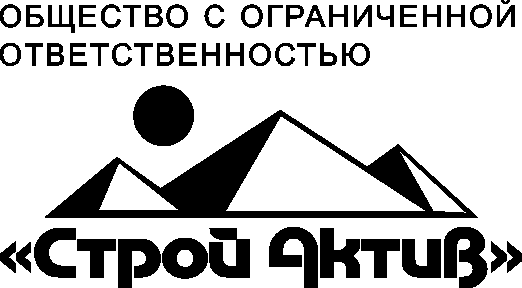 ОБЩЕСТВО С ОГРАНИЧЕННОЙ
ОТВЕТСТВЕННОСТЬЮ
«Строй Актив»